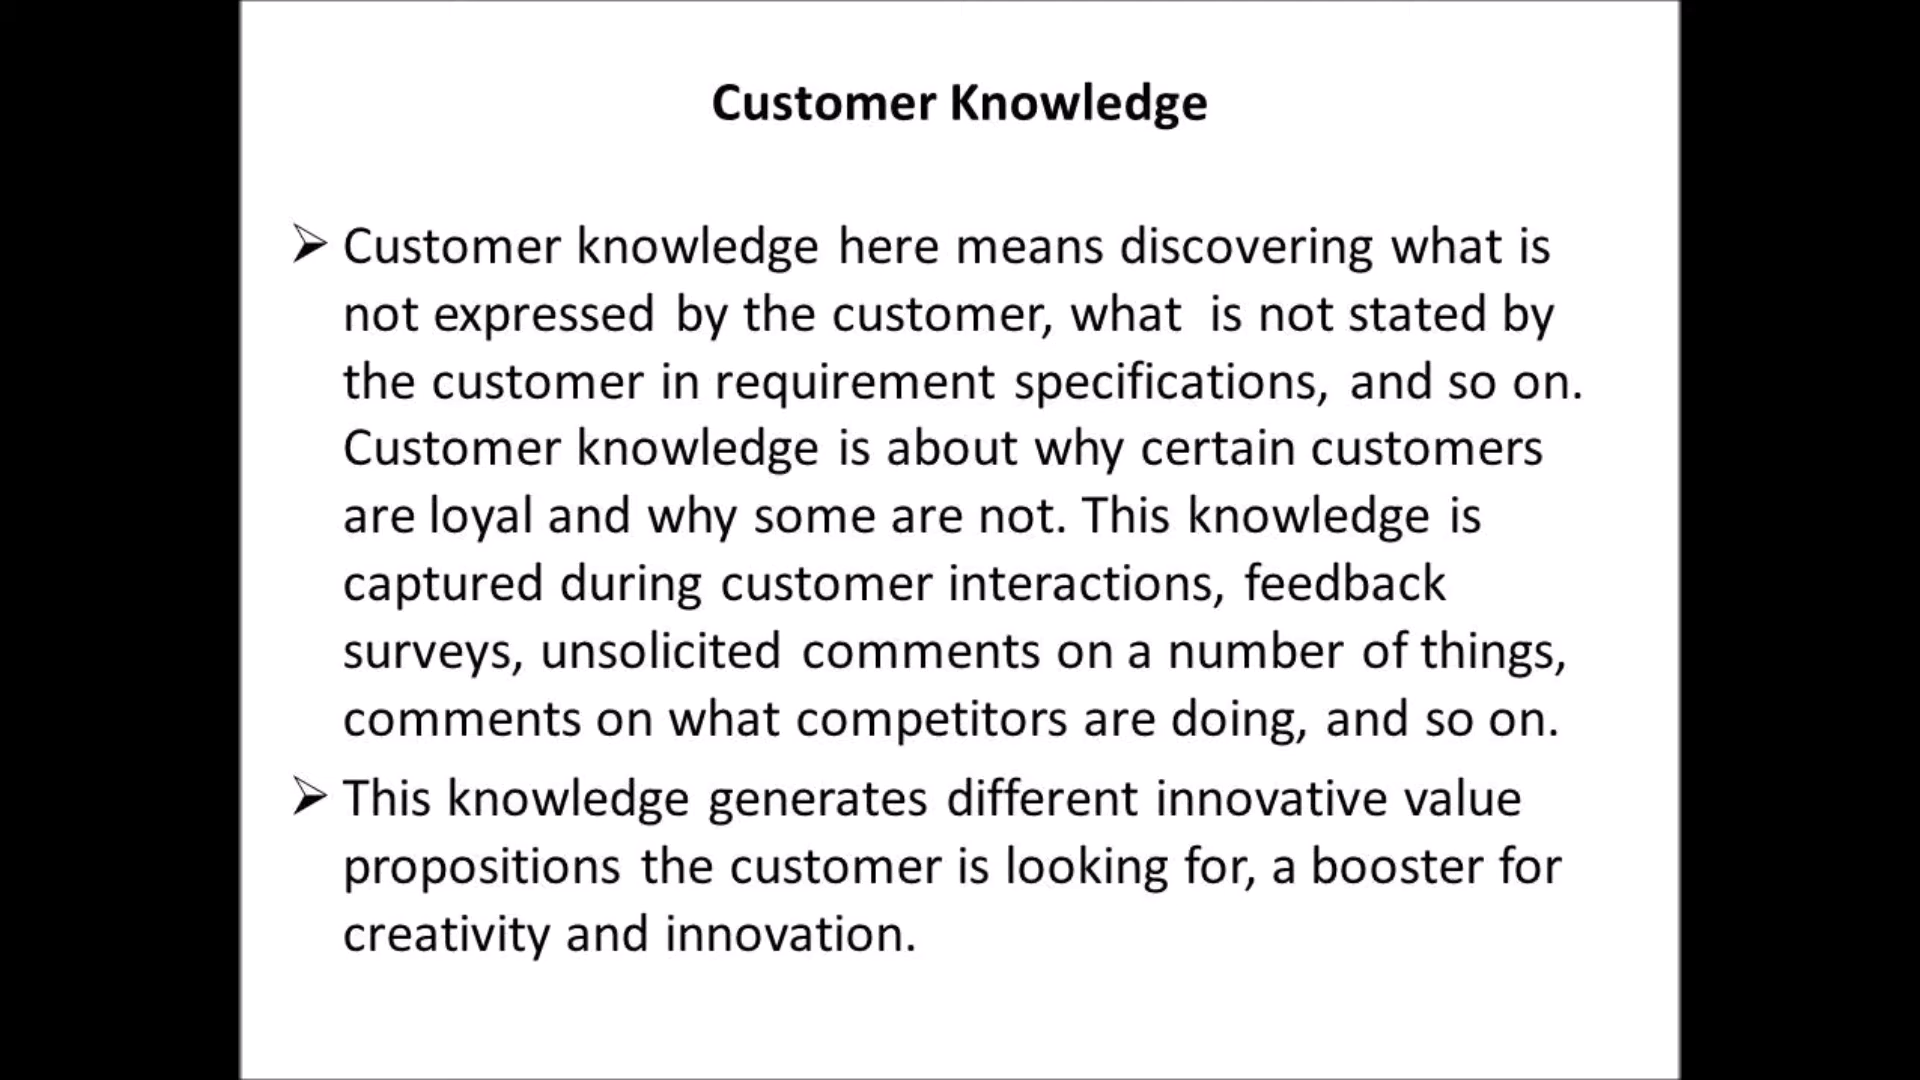 Customer Knowledge
➢ Customer knowledge here means discovering what is
not expressed by the customer, what is not stated by
the customer in requirement specifications, and so on.
Customer knowledge is about why certain customers
are loyal and why some are not. This knowledge is
captured during customer interactions, feedback
surveys, unsolicited comments on a number of things,
comments on what competitors are doing, and so on.
➢ This knowledge generates different innovative value
propositions the customer is looking for, a booster for
creativity and innovation.